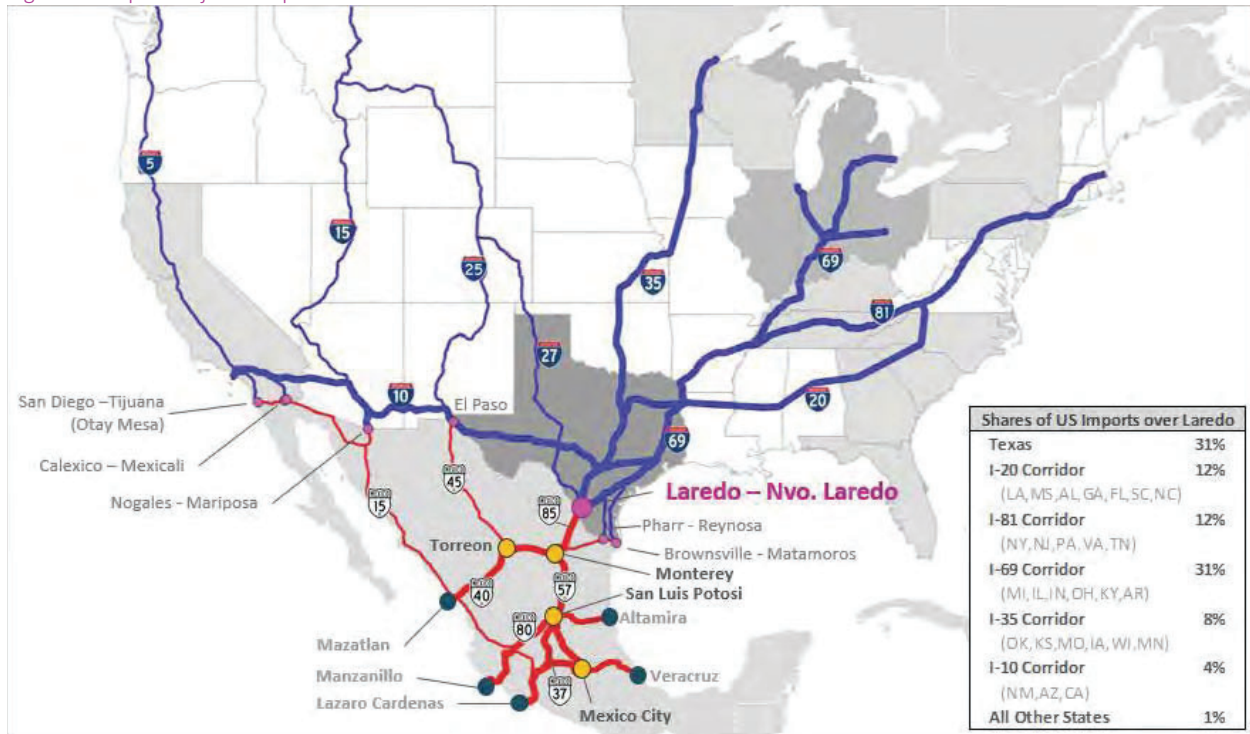 5
15
25
35
69
81
27
10
20
69
El Paso
San Diego –Tijuana
(Otay Mesa)
Calexico – Mexicali
Nogales - Mariposa
45
15
85
Laredo – Nvo. Laredo
Pharr - Reynosa
Brownsville - Matamoros
Torreon
Monterey
40
57
San Luis Potosi
80
Altamira
Mazatlan
Manzanillo
Lazaro Cardenas
37
Veracruz
Mexico City
Shares of US Imports over Laredo
Texas 31%
I-20 Corridor 12%
(LA,MS,AL,GA,FL,SC,NC)
I-81 Corridor 12%
(NY,NJ,PA,VA,TN)
I-69 Corridor 31%
(MI,IL,IN,OH,KY,AR)
I-35 Corridor 8%
(OK,KS,MO,IA,WI,MN)
I-10 Corridor 4%
(NM,AZ,CA)
All Other States 1%